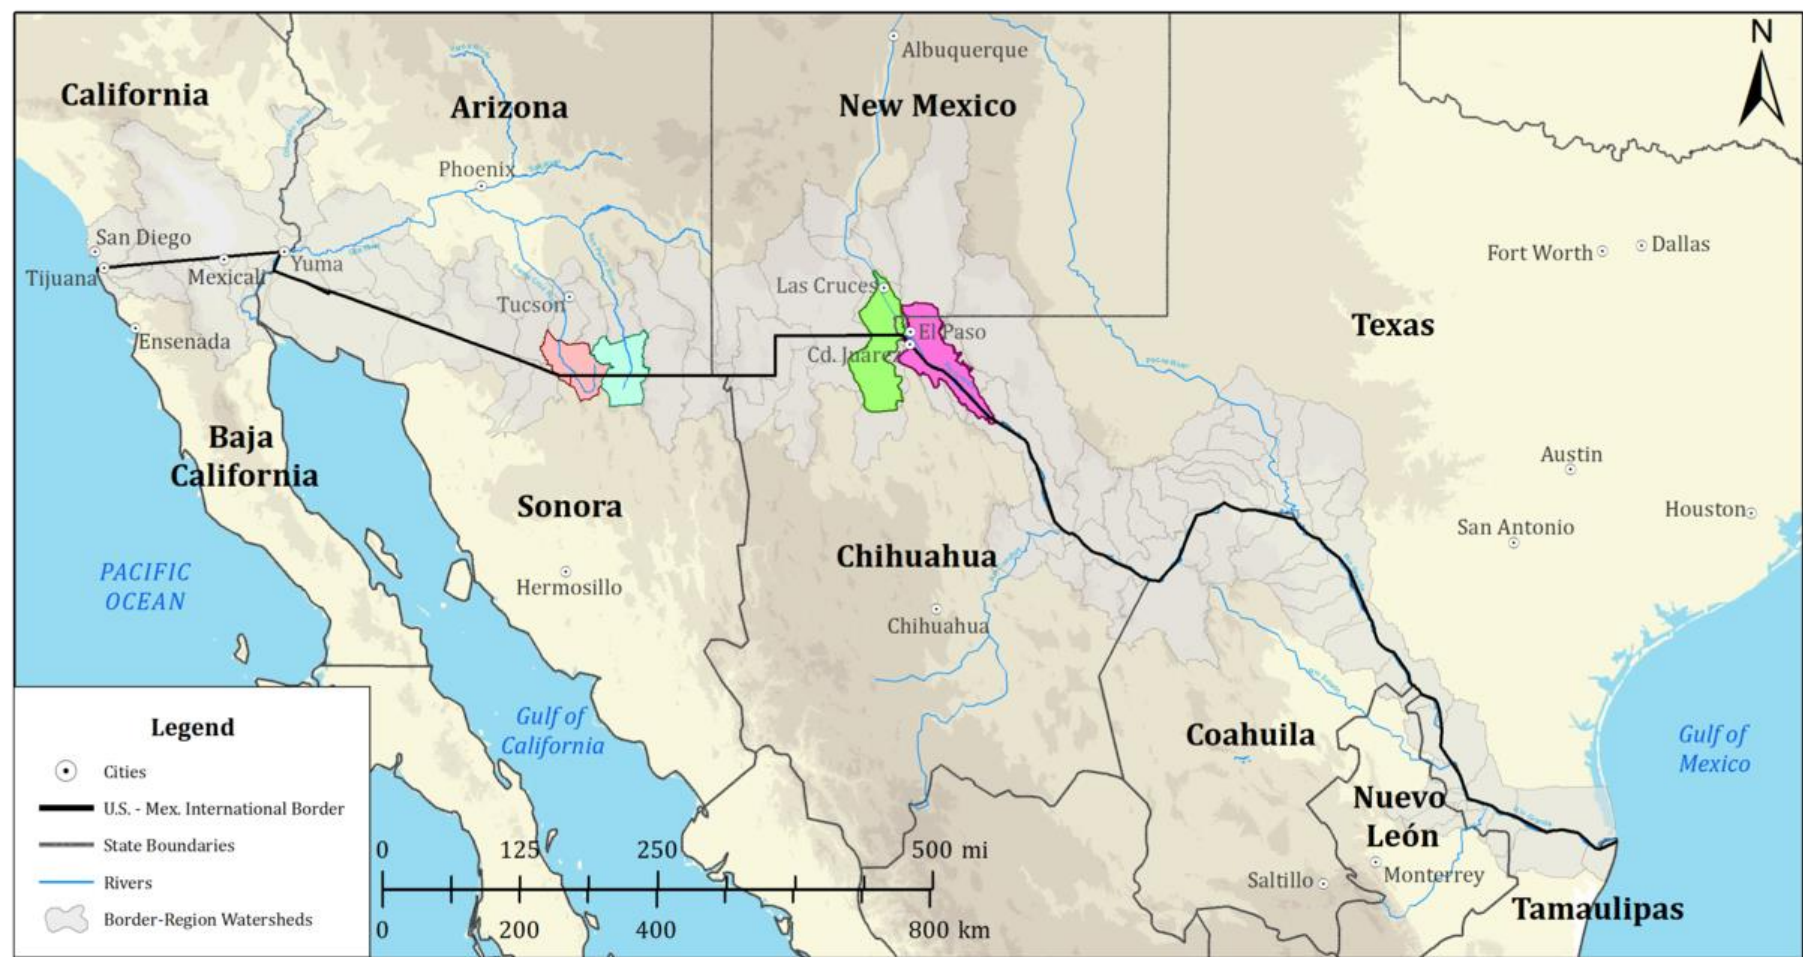 N
Albuquerque
California
Arizona
New Mexico
Phoenix
San Diego
Yuma
Tijuana
Mexicali
Tucson
Las Cruces
Fort Worth
Dallas
Ensenada
El Paso
Cd. Juárez
Texas
Pecos River
Baja
California
Sonora
Chihuahua
Austin
San Antonio
Houston
PACIFIC
OCEAN
Hermosillo
Chihuahua
Gulf of
California
Coahuila
Gulf of
Mexico
Nuevo
León
Monterrey
Saltillo
Tamaulipas
Legend
Cities
U.S. - Mex. International Border
State Boundaries
Rivers
Border-Region Watersheds
0 125 250 500 mi
0 200 400 800 km